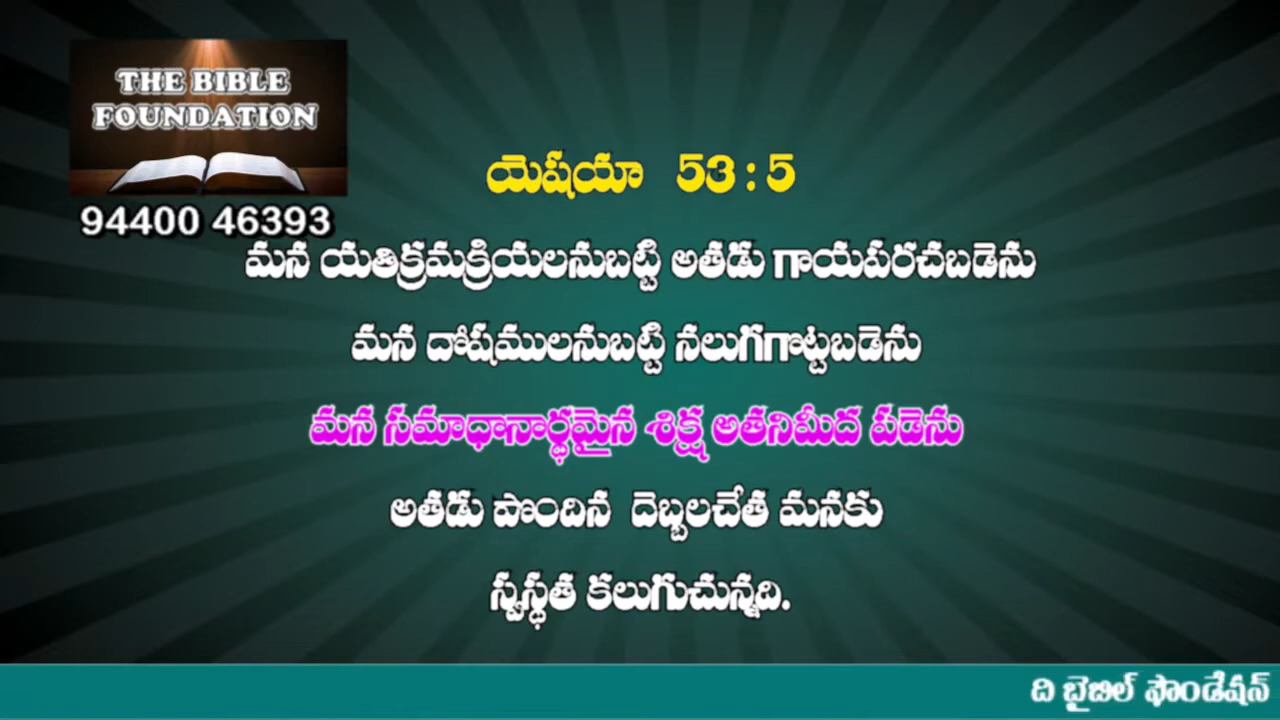 THE BIBLE
FOUNDATION
94400 46393
యెషయా 53 : 5
మన యతిక్రమక్రియలనుబట్టి అతడు గాయపరచబడెను
మన దోషములనుబట్టి నలుగగొట్టబడెను
మన సమాధానార్థమైన శిక్ష అతనిమీద పడెను
అతడు పొందిన దెబ్బలచేత మనకు
స్వస్థత కలుగుచున్నది.
ది బైబిల్ ఫౌండేషన్